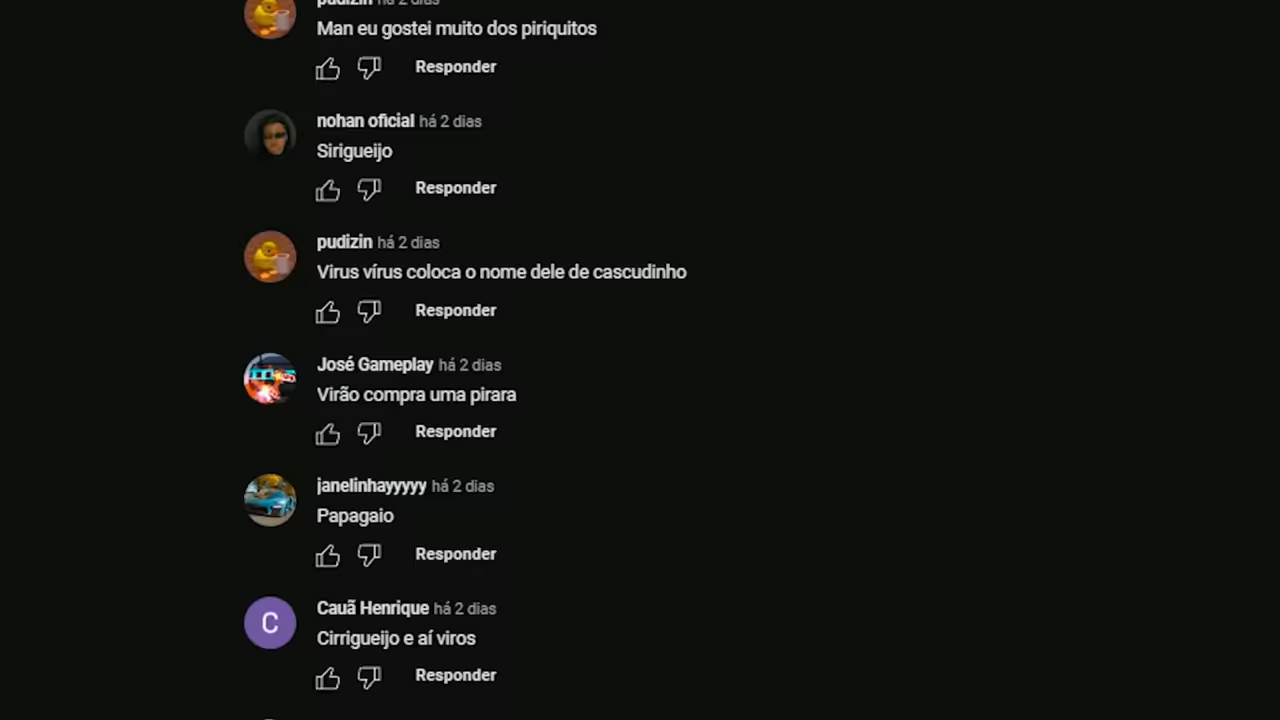 pudizin há 2 dias
Man eu gostei muito dos piriquitos
Responder
nohan oficial há 2 dias
Sirigueijo
Responder
pudizin há 2 dias
Virus vírus coloca o nome dele de cascudinho
Responder
José Gameplay há 2 dias
Virão compra uma pirara
Responder
janelinhayyyyy há 2 dias
Papagaio
Responder
C
Cauã Henrique há 2 dias
Cirrigueijo e aí viros
Responder